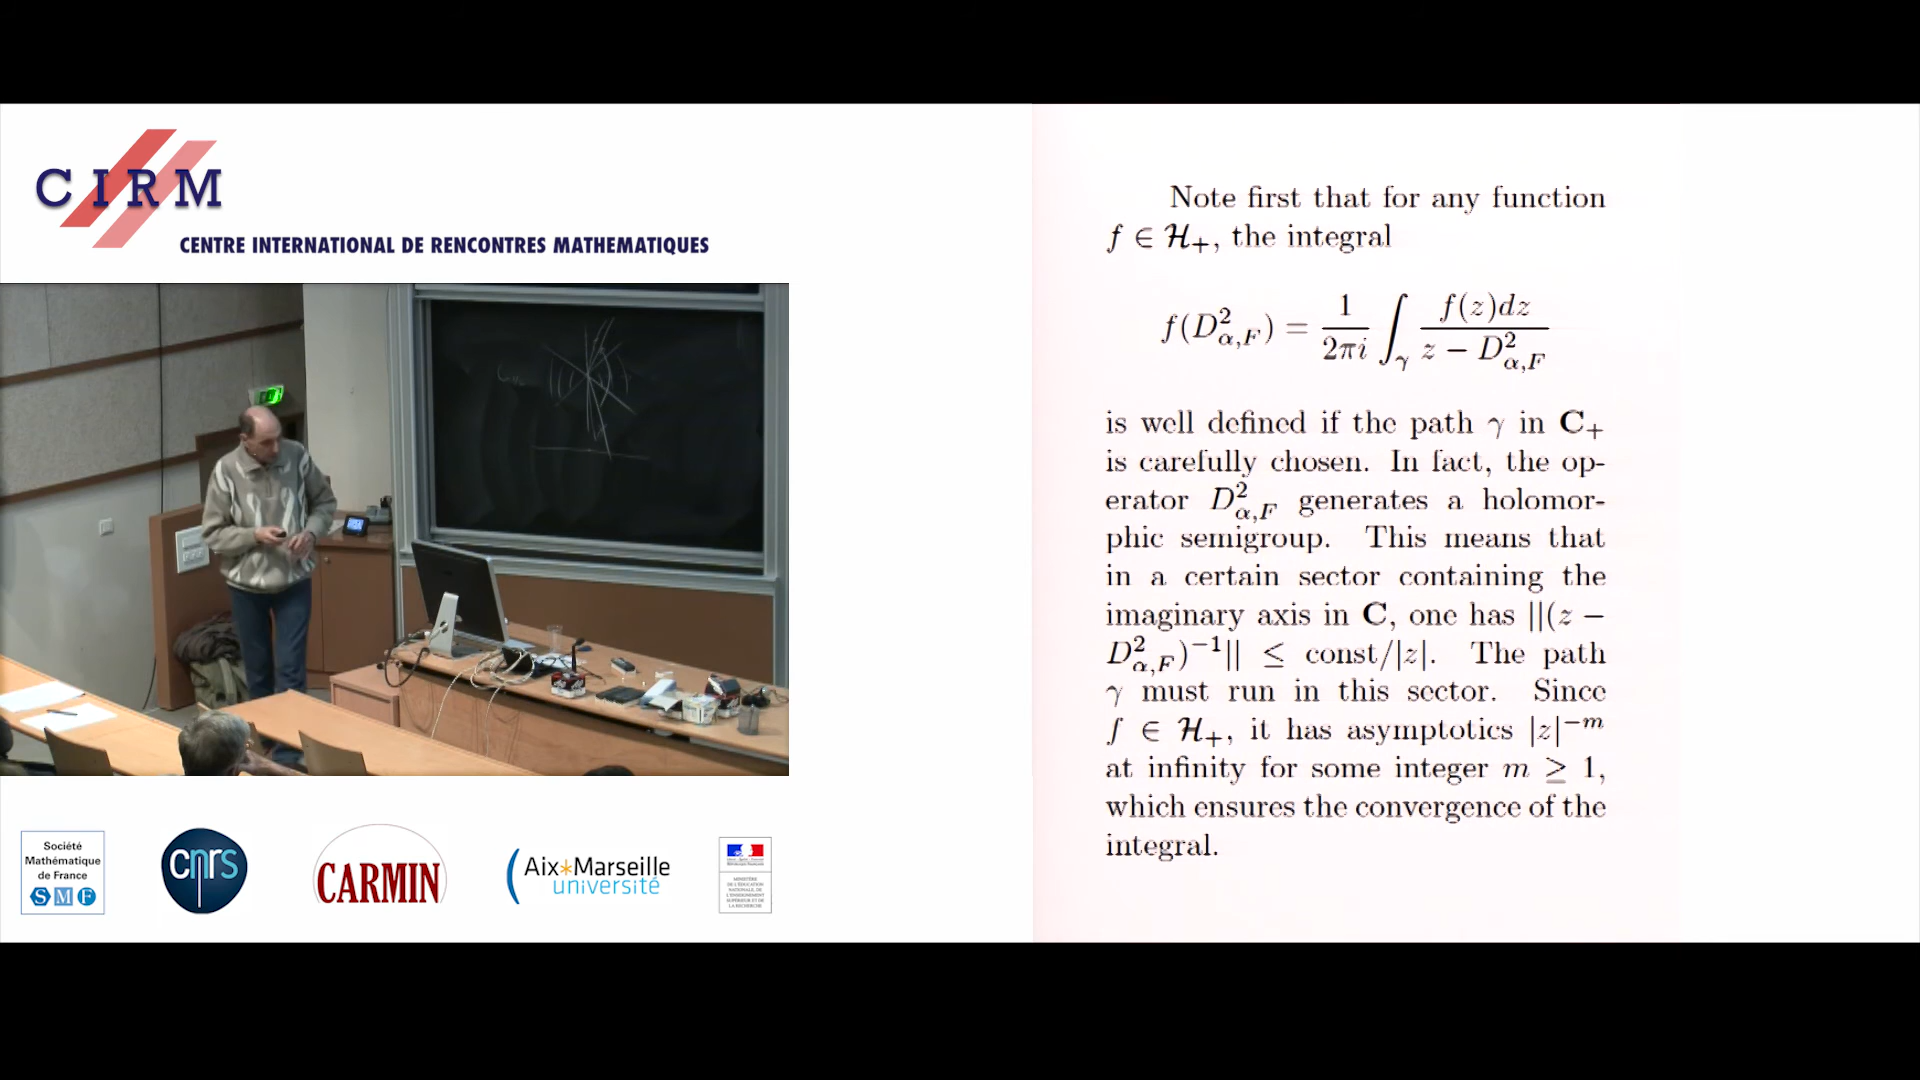 CIRM
CENTRE INTERNATIONAL DE RENCONTRES MATHEMATIQUES
Note first that for any function
f ∈ 𝓗₊, the integral
f(D²_{α,F}) = \frac{1}{2πi} ∫_γ \frac{f(z)dz}{z − D²_{α,F}}
is well defined if the path γ in C₊
is carefully chosen. In fact, the op-
erator D²_{α,F} generates a holomor-
phic semigroup. This means that
in a certain sector containing the
imaginary axis in C, one has ||(z −
D²_{α,F})⁻¹|| ≤ const/|z|. The path
γ must run in this sector. Since
f ∈ 𝓗₊, it has asymptotics |z|^{−m}
at infinity for some integer m ≥ 1,
which ensures the convergence of the
integral.
Société
Mathématique
de France
SMF
cnrs
CARMIN
Aix*Marseille
université